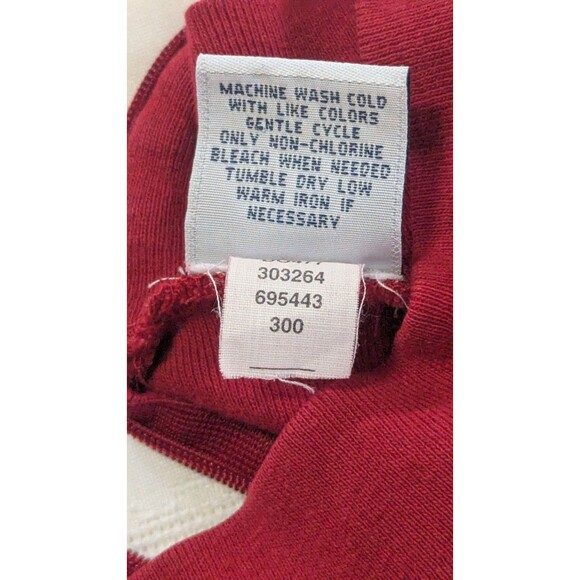 MACHINE WASH COLD
WITH LIKE COLORS
GENTLE CYCLE
ONLY NON-CHLORINE
BLEACH WHEN NEEDED
TUMBLE DRY LOW
WARM IRON IF
NECESSARY
303264
695443
300